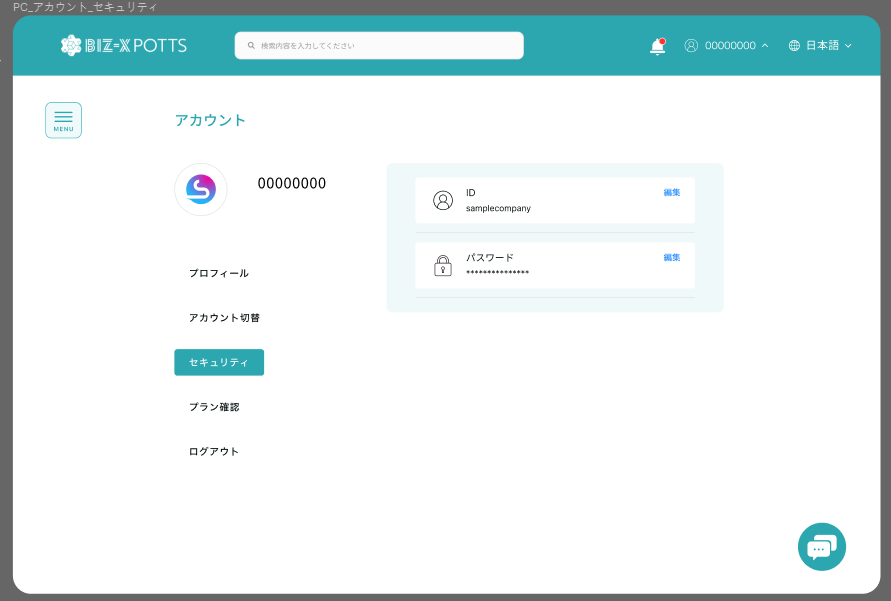 PC_アカウント_セキュリティ
BIZ=X POTTS
検索内容を入力してください
00000000
日本語
MENU
アカウント
00000000
ID
編集
samplecompany
パスワード
編集
***************
プロフィール
アカウント切替
セキュリティ
プラン確認
ログアウト